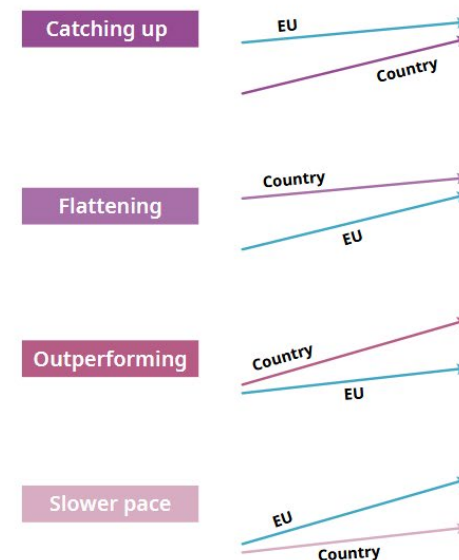 Catching up
EU
Country
Flattening
Country
EU
Outperforming
Country
EU
Slower pace
EU
Country